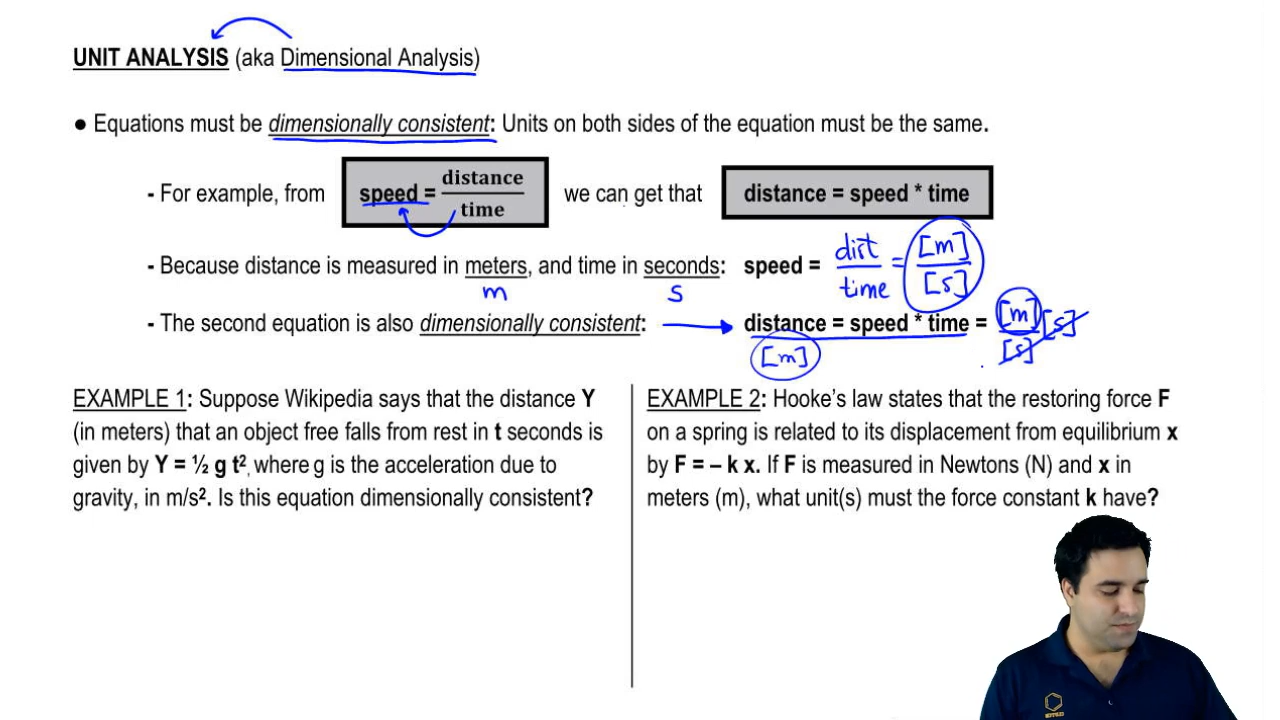 UNIT ANALYSIS (aka Dimensional Analysis)
● Equations must be dimensionally consistent: Units on both sides of the equation must be the same.
- For example, from speed = distance / time we can get that distance = speed * time
- Because distance is measured in meters, and time in seconds: speed = dist / time = [m] / [s]
m s
- The second equation is also dimensionally consistent: distance = speed * time = [m] / [s] [s]
[m]
EXAMPLE 1: Suppose Wikipedia says that the distance Y
(in meters) that an object free falls from rest in t seconds is
given by Y = ½ g t², where g is the acceleration due to
gravity, in m/s². Is this equation dimensionally consistent?
EXAMPLE 2: Hooke’s law states that the restoring force F
on a spring is related to its displacement from equilibrium x
by F = – k x. If F is measured in Newtons (N) and x in
meters (m), what unit(s) must the force constant k have?